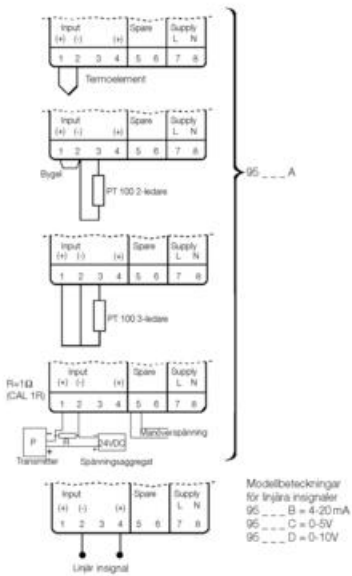 Input Spare Supply
(+) (-) (+) L N
1 2 3 4 5 6 7 8
Termoelement
Input Spare Supply
(+) (-) (+) L N
1 2 3 4 5 6 7 8
Bygel
PT 100 2-ledare
95 _ _ _ A
Input Spare Supply
(+) (-) (+) L N
1 2 3 4 5 6 7 8
PT 100 3-ledare
R=1Ω
(CAL 1R)
Input Spare Supply
(+) (-) (+) L N
1 2 3 4 5 6 7 8
Manöverspänning
P
R
24VDC
Transmitter
Spänningsaggregat
Input Spare Supply
(+) (-) (+) L N
1 2 3 4 5 6 7 8
Linjär insignal
Modellbeteckningar
för linjära insignaler
95 _ _ _ B = 4-20 mA
95 _ _ _ C = 0-5V
95 _ _ _ D = 0-10V